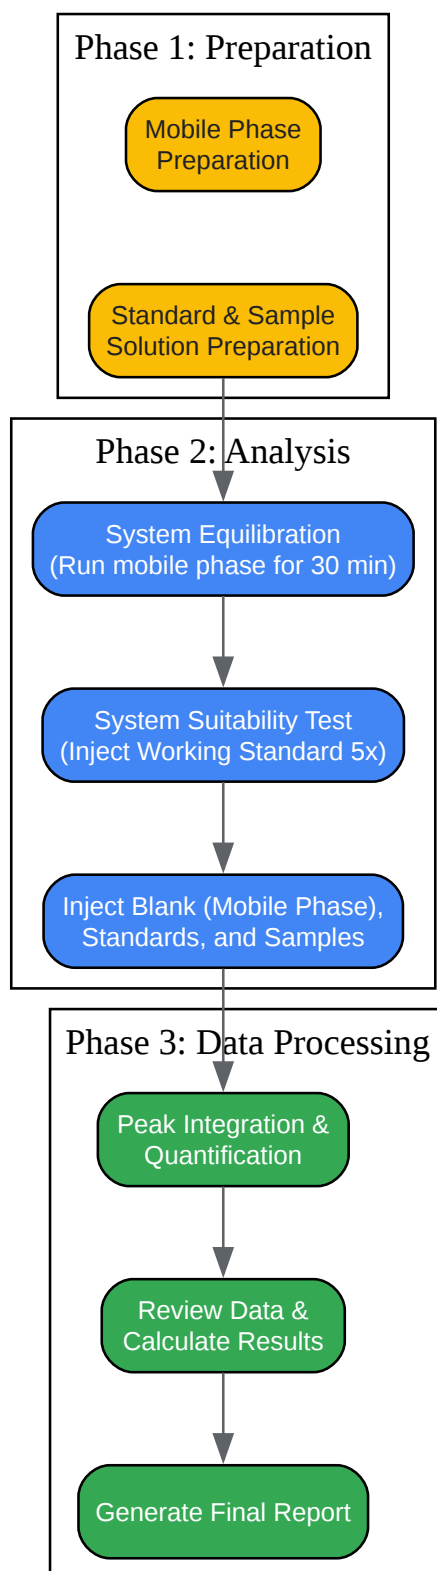 Phase 1: Preparation
Mobile Phase
Preparation
Standard & Sample
Solution Preparation
Phase 2: Analysis
System Equilibration
(Run mobile phase for 30 min)
System Suitability Test
(Inject Working Standard 5x)
Inject Blank (Mobile Phase),
Standards, and Samples
Phase 3: Data Processing
Peak Integration &
Quantification
Review Data &
Calculate Results
Generate Final Report